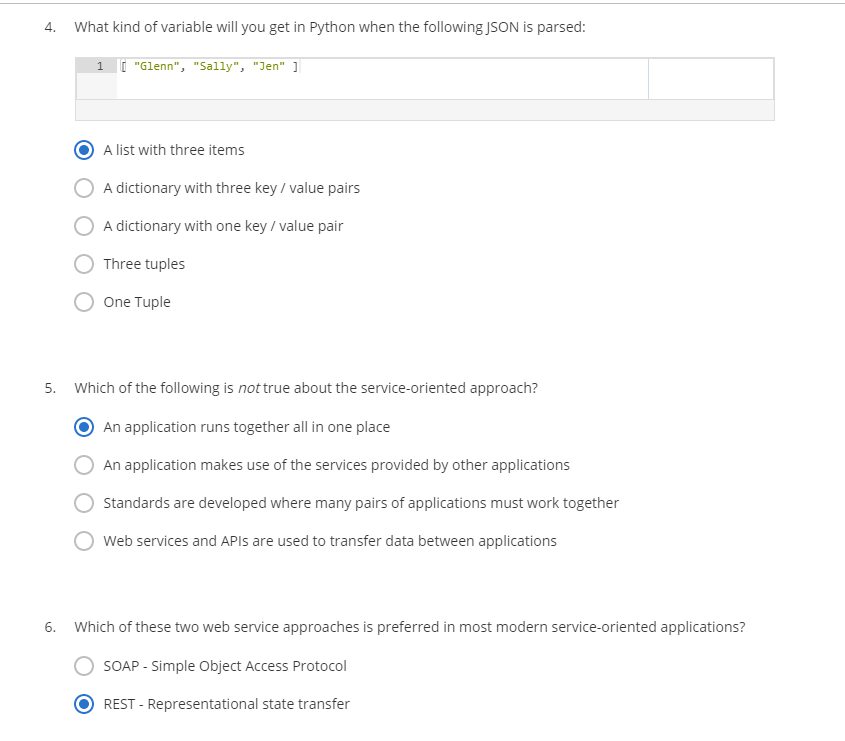 4. What kind of variable will you get in Python when the following JSON is parsed:
1 [ "Glenn", "Sally", "Jen" ]
A list with three items
A dictionary with three key / value pairs
A dictionary with one key / value pair
Three tuples
One Tuple
5. Which of the following is not true about the service-oriented approach?
An application runs together all in one place
An application makes use of the services provided by other applications
Standards are developed where many pairs of applications must work together
Web services and APIs are used to transfer data between applications
6. Which of these two web service approaches is preferred in most modern service-oriented applications?
SOAP - Simple Object Access Protocol
REST - Representational state transfer